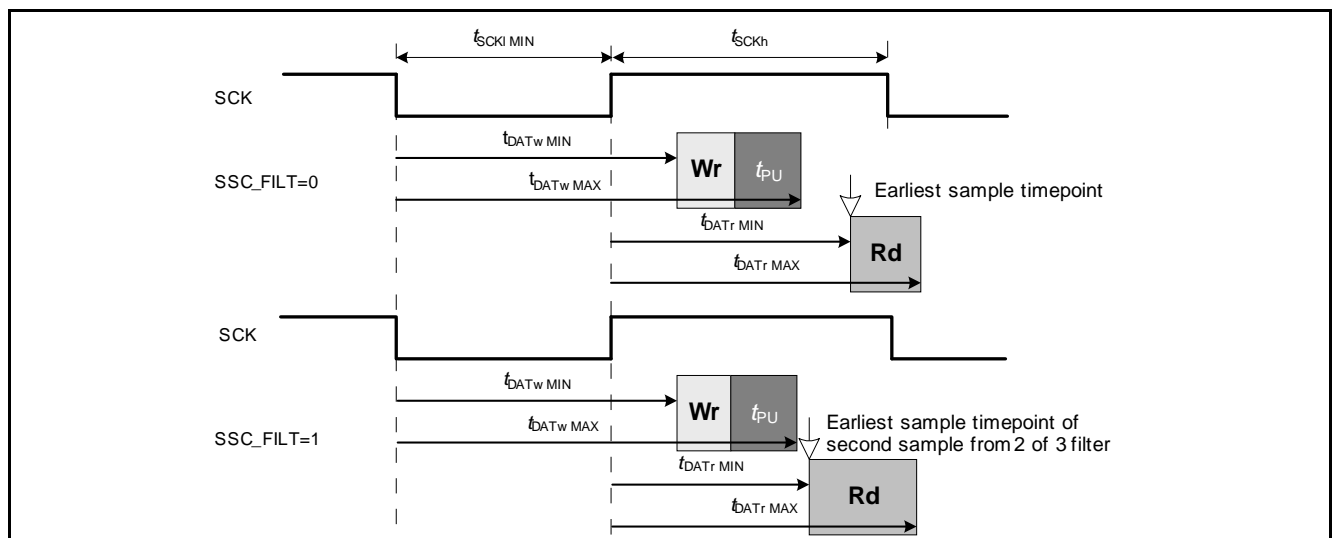 tSCKl MIN
tSCKh
SCK
tDATw MIN
Wr
tPU
SSC_FILT=0
tDATw MAX
Earliest sample timepoint
tDATr MIN
Rd
tDATr MAX
SCK
tDATw MIN
Wr
tPU
SSC_FILT=1
tDATw MAX
Earliest sample timepoint of
second sample from 2 of 3 filter
tDATr MIN
Rd
tDATr MAX